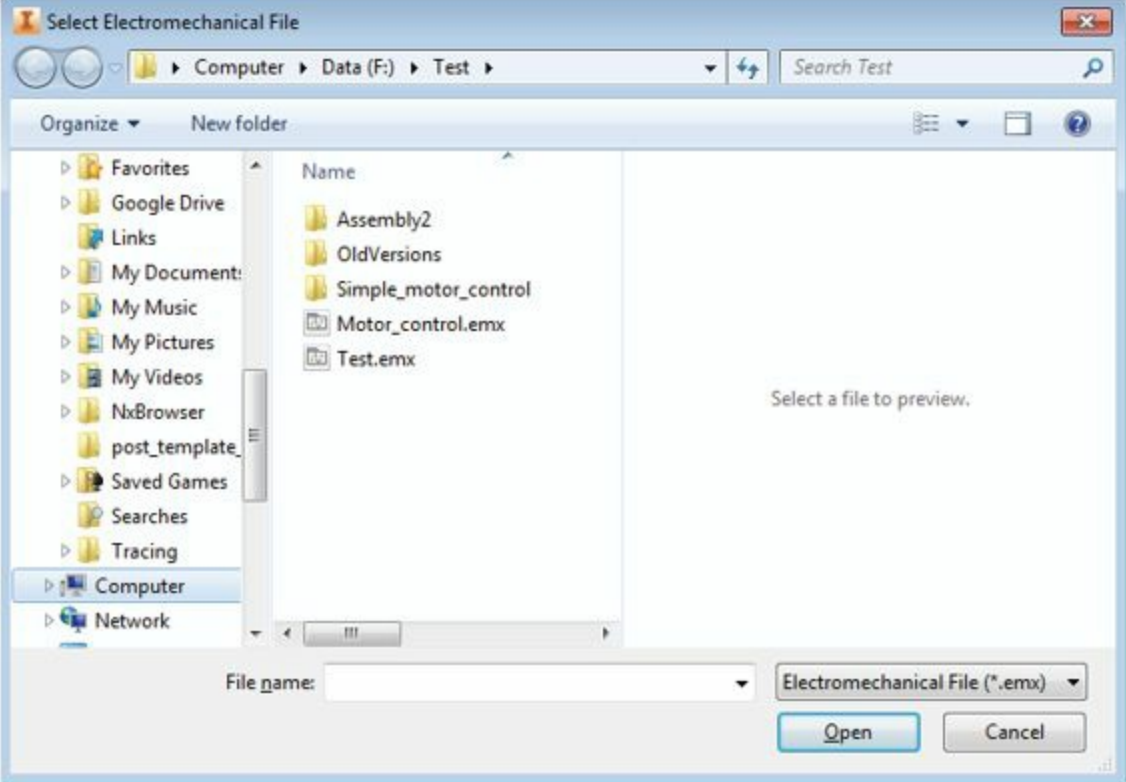 Select Electromechanical File
Computer Data (F:) Test
Search Test
Organize New folder
Favorites
Google Drive
Links
My Documents
My Music
My Pictures
My Videos
NxBrowser
post_template_
Saved Games
Searches
Tracing
Computer
Network
Name
Assembly2
OldVersions
Simple_motor_control
Motor_control.emx
Test.emx
Select a file to preview.
File name:
Electromechanical File (*.emx)
Open Cancel